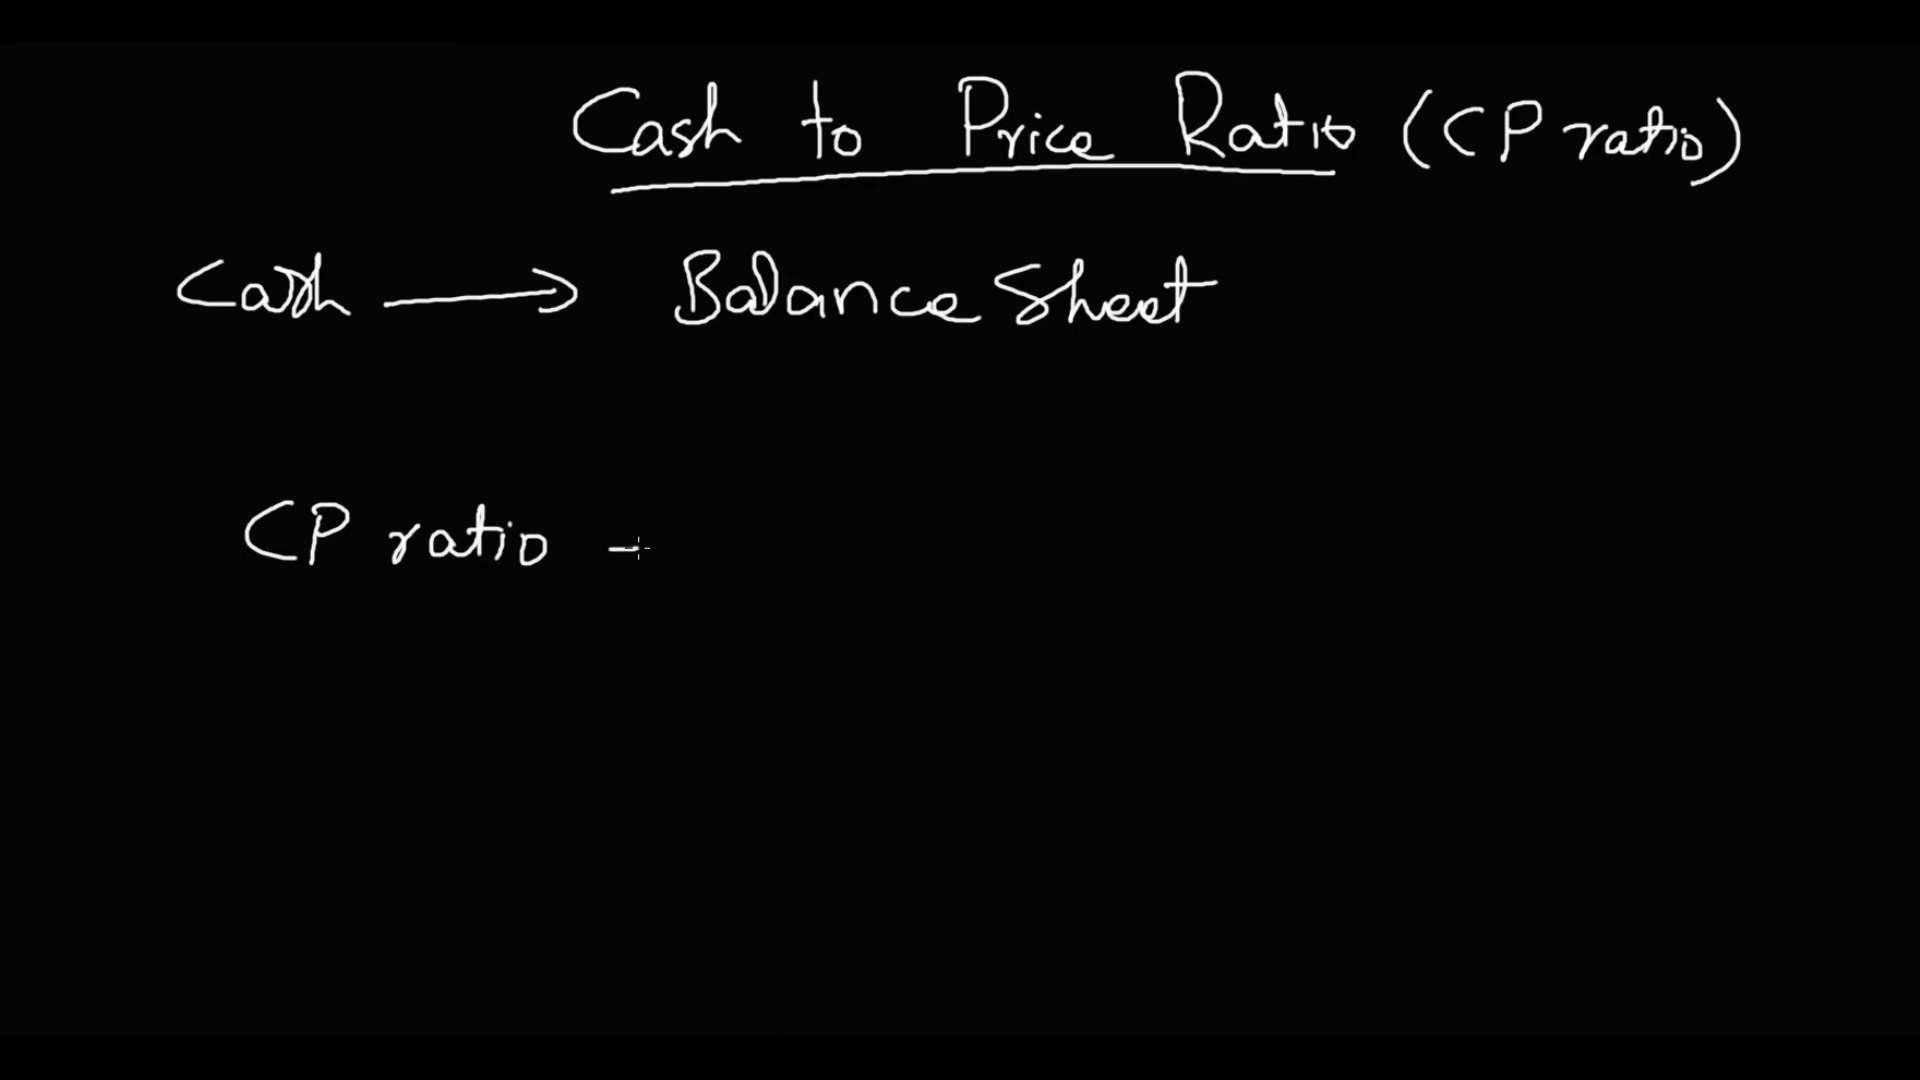 Cash to Price Ratio (CP ratio)
Cash → Balance Sheet
CP ratio -